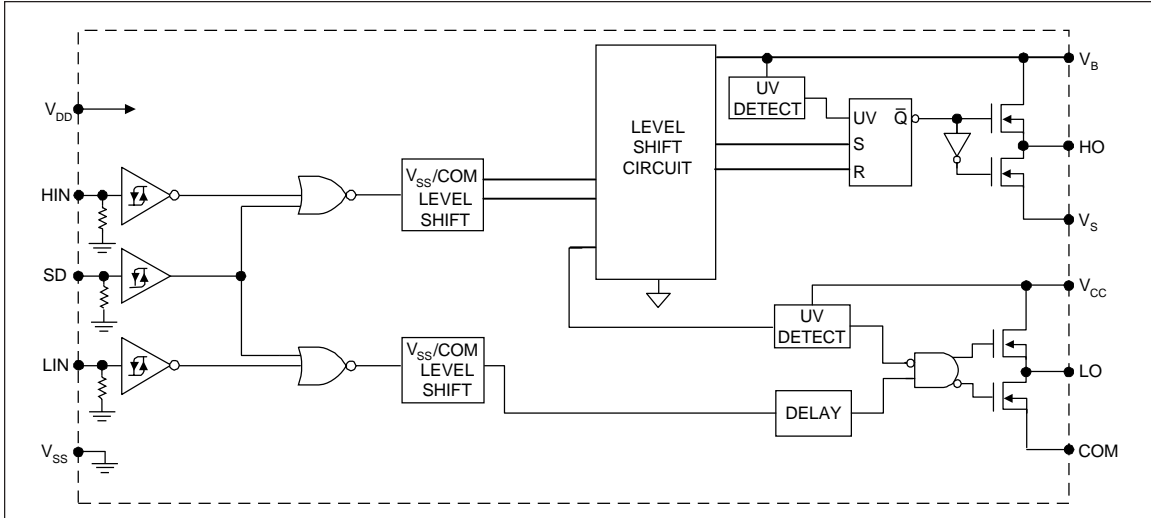 V_DD
HIN
SD
LIN
V_SS
V_SS/COM
LEVEL
SHIFT
V_SS/COM
LEVEL
SHIFT
LEVEL
SHIFT
CIRCUIT
UV
DETECT
UV
S
R
Q̅
UV
DETECT
DELAY
V_B
HO
V_S
V_CC
LO
COM